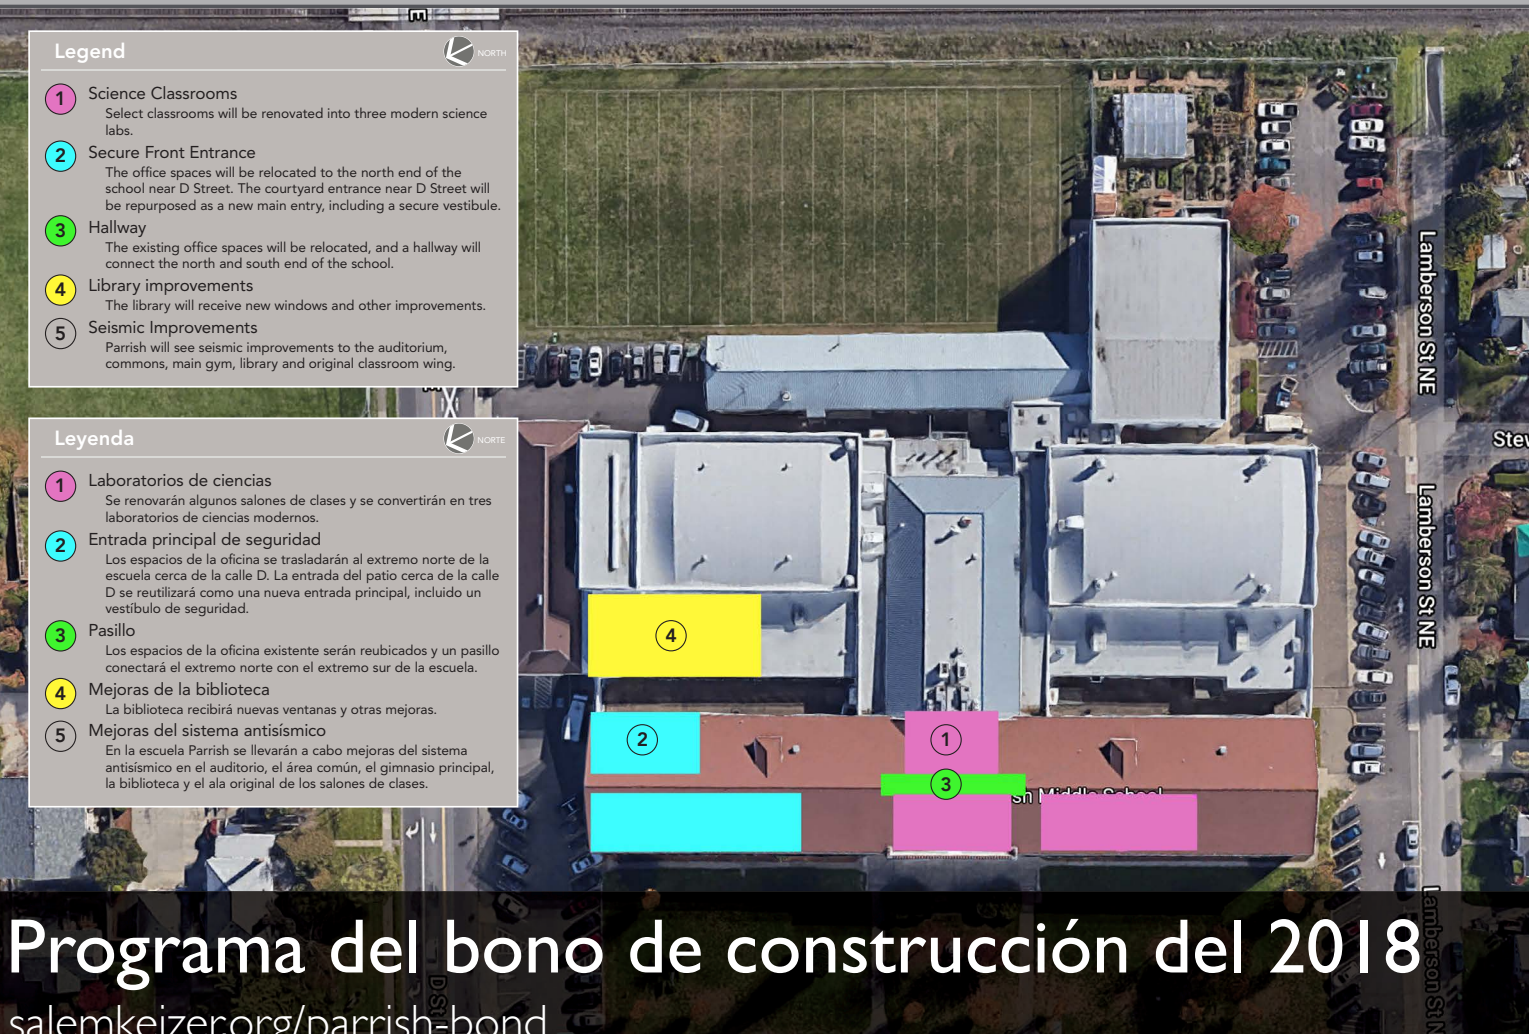 Legend
NORTH
1 Science Classrooms
Select classrooms will be renovated into three modern science
labs.
2 Secure Front Entrance
The office spaces will be relocated to the north end of the
school near D Street. The courtyard entrance near D Street will
be repurposed as a new main entry, including a secure vestibule.
3 Hallway
The existing office spaces will be relocated, and a hallway will
connect the north and south end of the school.
4 Library improvements
The library will receive new windows and other improvements.
5 Seismic Improvements
Parrish will see seismic improvements to the auditorium,
commons, main gym, library and original classroom wing.
Leyenda
NORTE
1 Laboratorios de ciencias
Se renovarán algunos salones de clases y se convertirán en tres
laboratorios de ciencias modernos.
2 Entrada principal de seguridad
Los espacios de la oficina se trasladarán al extremo norte de la
escuela cerca de la calle D. La entrada del patio cerca de la calle
D se reutilizará como una nueva entrada principal, incluido un
vestíbulo de seguridad.
3 Pasillo
Los espacios de la oficina existente serán reubicados y un pasillo
conectará el extremo norte con el extremo sur de la escuela.
4 Mejoras de la biblioteca
La biblioteca recibirá nuevas ventanas y otras mejoras.
5 Mejoras del sistema antisísmico
En la escuela Parrish se llevarán a cabo mejoras del sistema
antisísmico en el auditorio, el área común, el gimnasio principal,
la biblioteca y el ala original de los salones de clases.
Lamberson St NE
Lamberson St NE
4
2
1
3
Middle School
Programa del bono de construcción del 2018
salemkeizer.org/parrish-bond
D St
Lamberson St